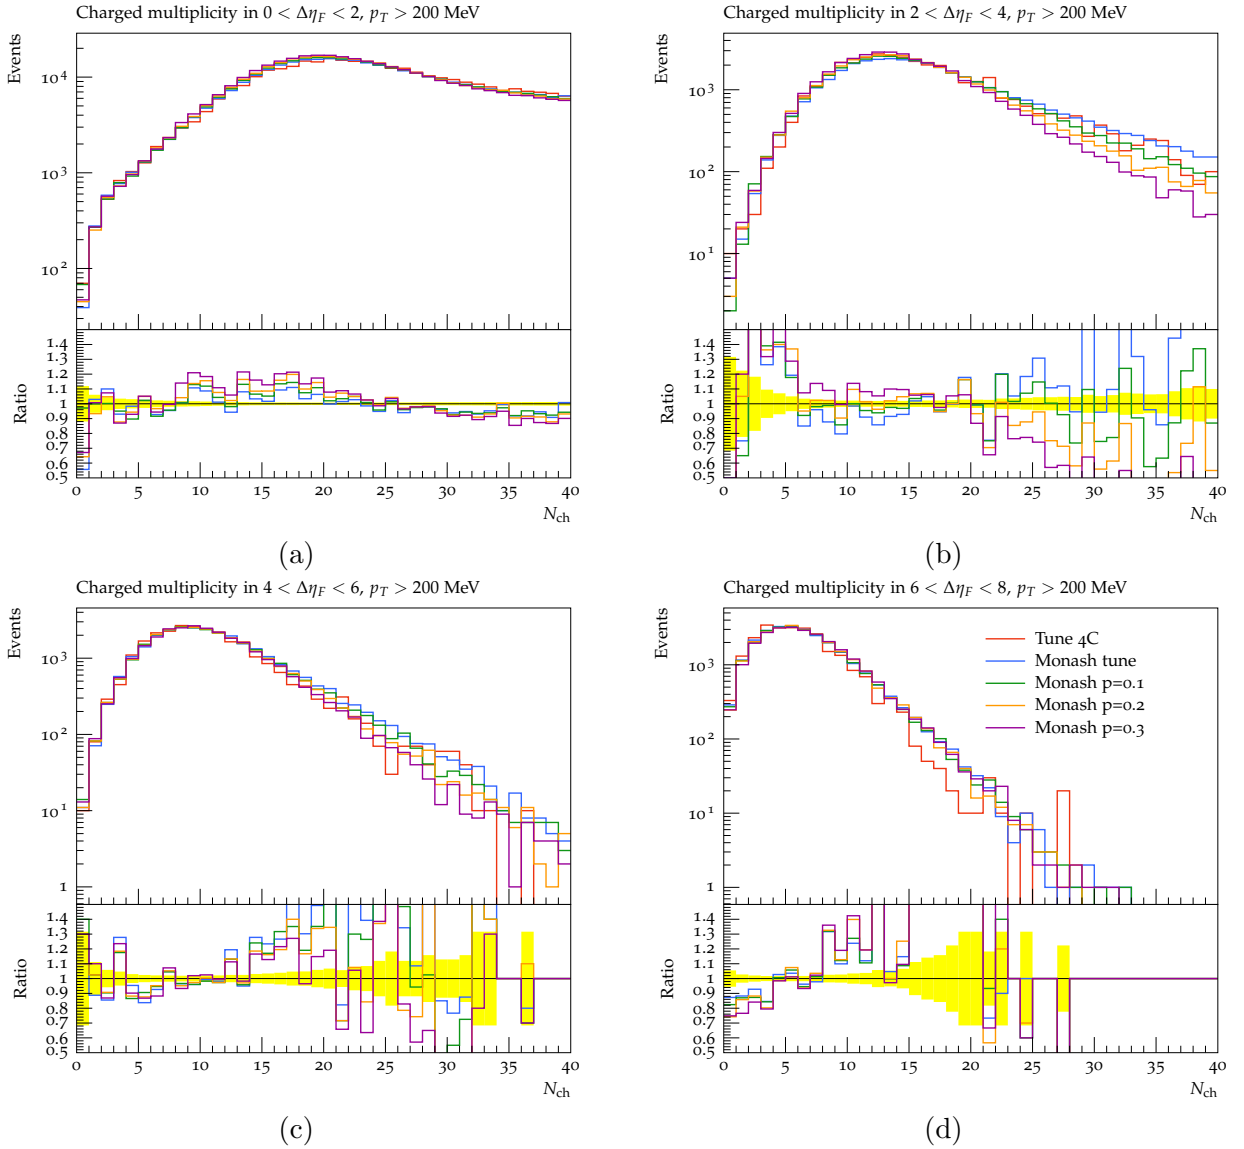 Charged multiplicity in 0 < Δη_F < 2, p_T > 200 MeV
Events
10^4
10^3
10^2
Ratio
1.4
1.3
1.2
1.1
1
0.9
0.8
0.7
0.6
0.5
0 5 10 15 20 25 30 35 40
N_ch
(a)
Charged multiplicity in 2 < Δη_F < 4, p_T > 200 MeV
Events
10^3
10^2
10^1
Ratio
1.4
1.3
1.2
1.1
1
0.9
0.8
0.7
0.6
0.5
0 5 10 15 20 25 30 35 40
N_ch
(b)
Charged multiplicity in 4 < Δη_F < 6, p_T > 200 MeV
Events
10^3
10^2
10^1
1
Ratio
1.4
1.3
1.2
1.1
1
0.9
0.8
0.7
0.6
0.5
0 5 10 15 20 25 30 35 40
N_ch
(c)
Charged multiplicity in 6 < Δη_F < 8, p_T > 200 MeV
Events
10^3
10^2
10^1
1
Tune 4C
Monash tune
Monash p=0.1
Monash p=0.2
Monash p=0.3
Ratio
1.4
1.3
1.2
1.1
1
0.9
0.8
0.7
0.6
0.5
0 5 10 15 20 25 30 35 40
N_ch
(d)